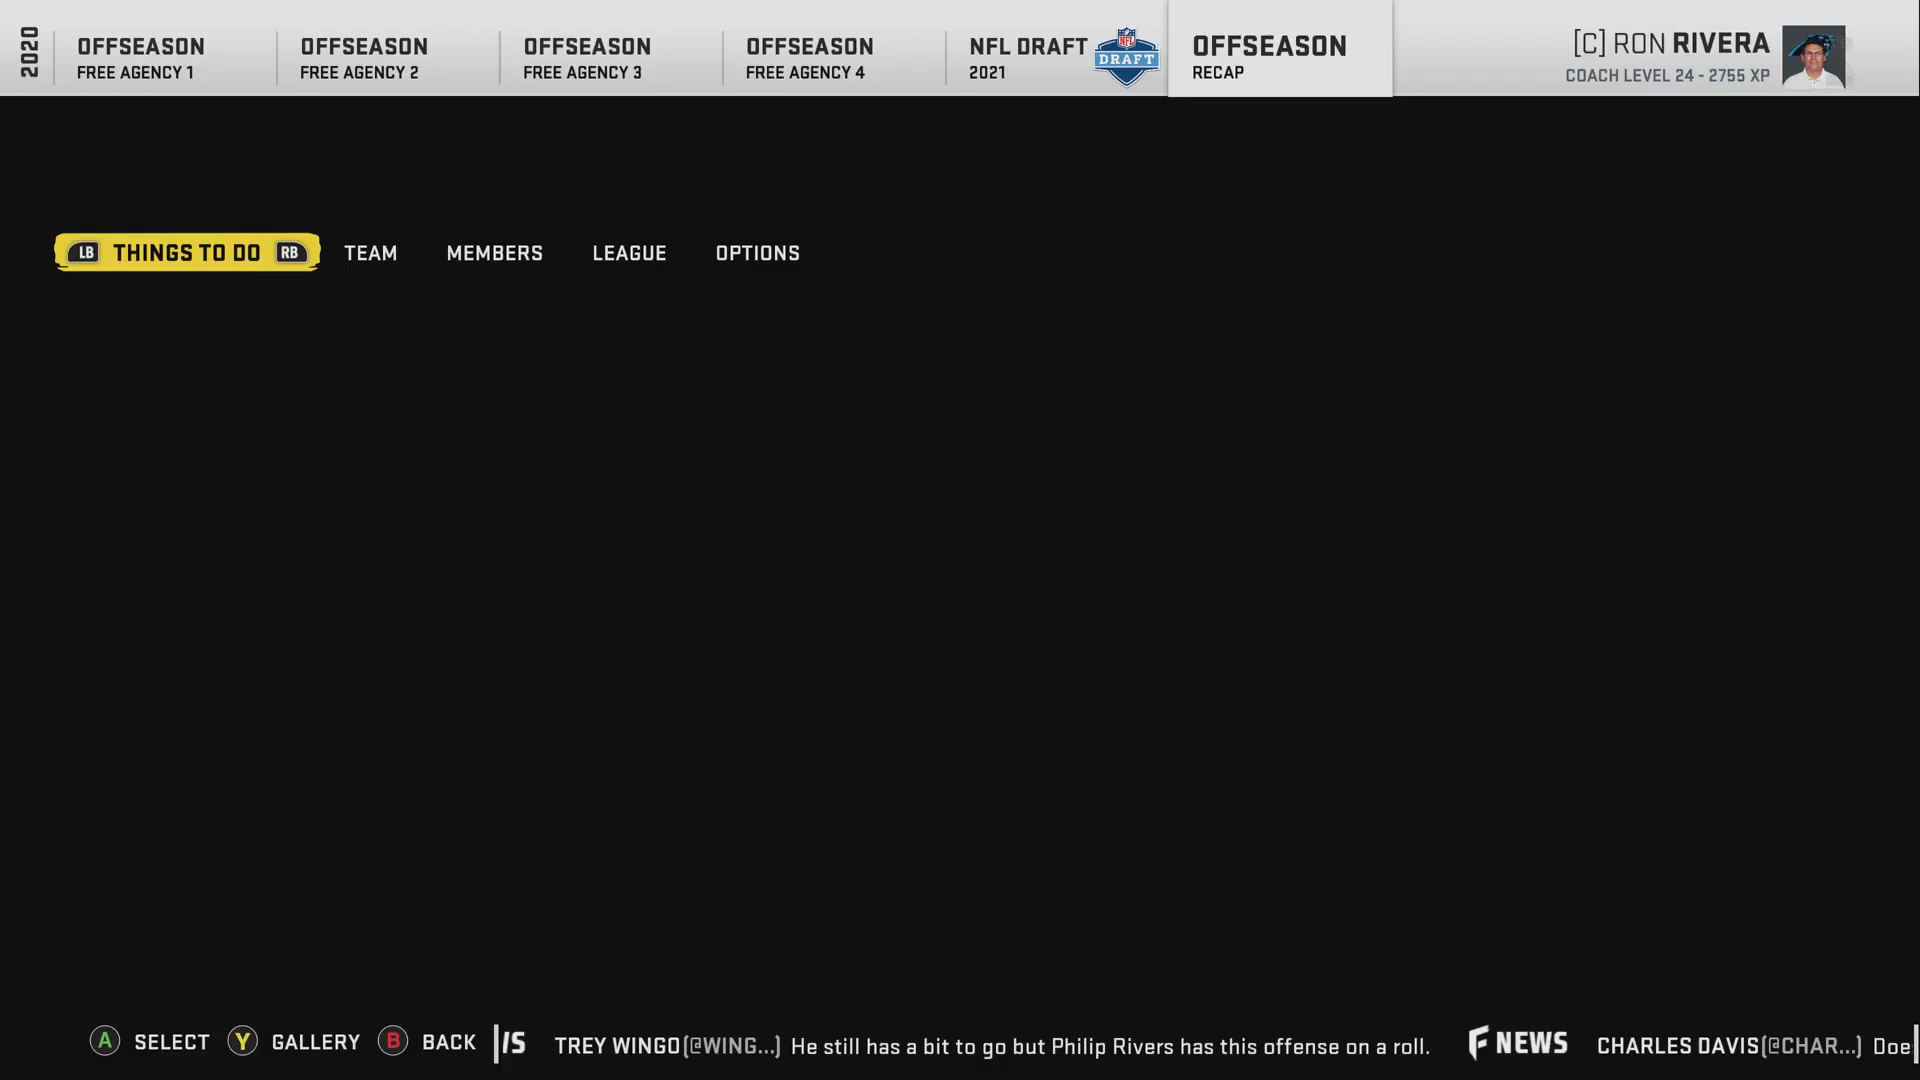 2020
OFFSEASON
FREE AGENCY 1
OFFSEASON
FREE AGENCY 2
OFFSEASON
FREE AGENCY 3
OFFSEASON
FREE AGENCY 4
NFL DRAFT
2021
NFL
DRAFT
OFFSEASON
RECAP
[C] RON RIVERA
COACH LEVEL 24 - 2755 XP
LB THINGS TO DO RB TEAM MEMBERS LEAGUE OPTIONS
A SELECT Y GALLERY B BACK /S TREY WINGO(@WING...) He still has a bit to go but Philip Rivers has this offense on a roll. F NEWS CHARLES DAVIS(@CHAR...) Doe